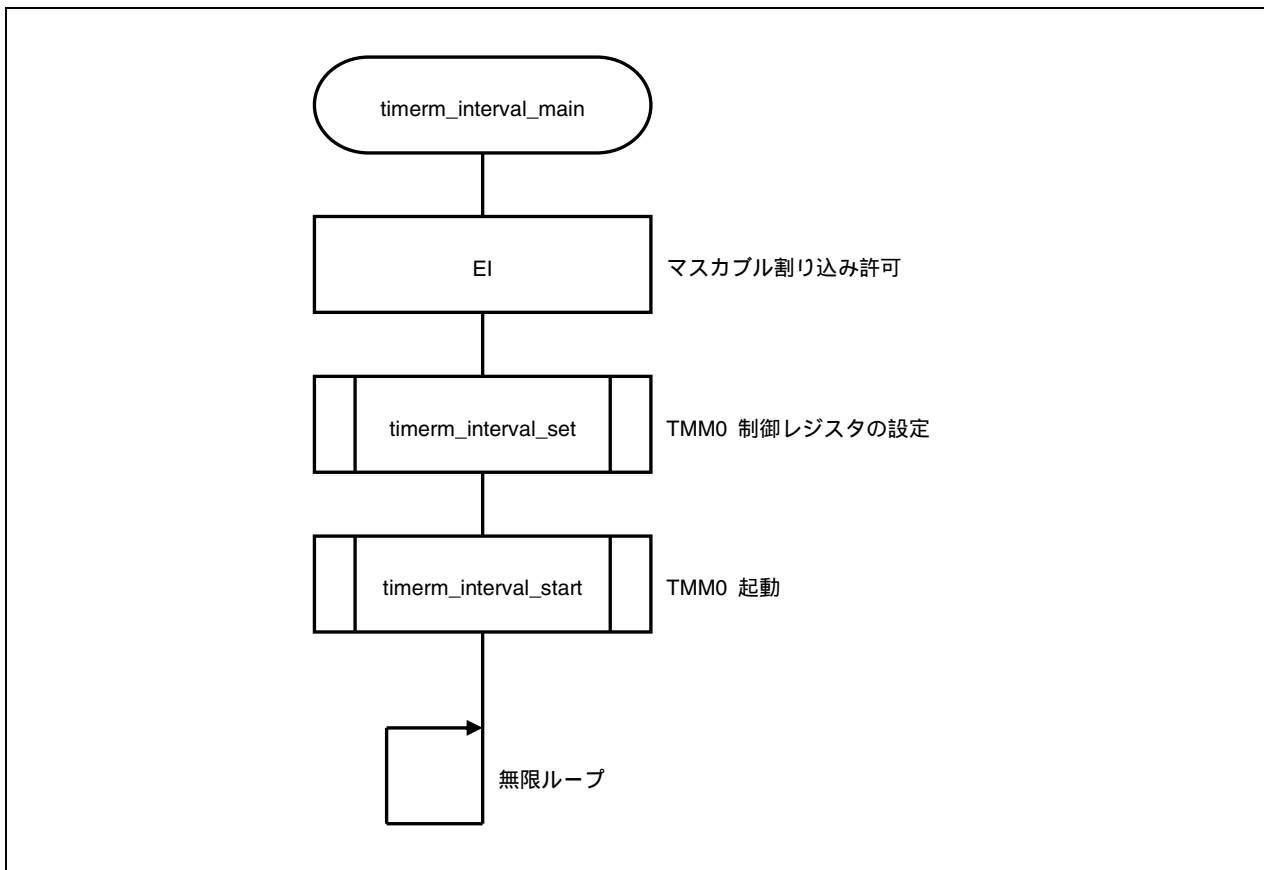 timerm_interval_main
EI
マスカブル割り込み許可
timerm_interval_set
TMM0 制御レジスタの設定
timerm_interval_start
TMM0 起動
無限ループ